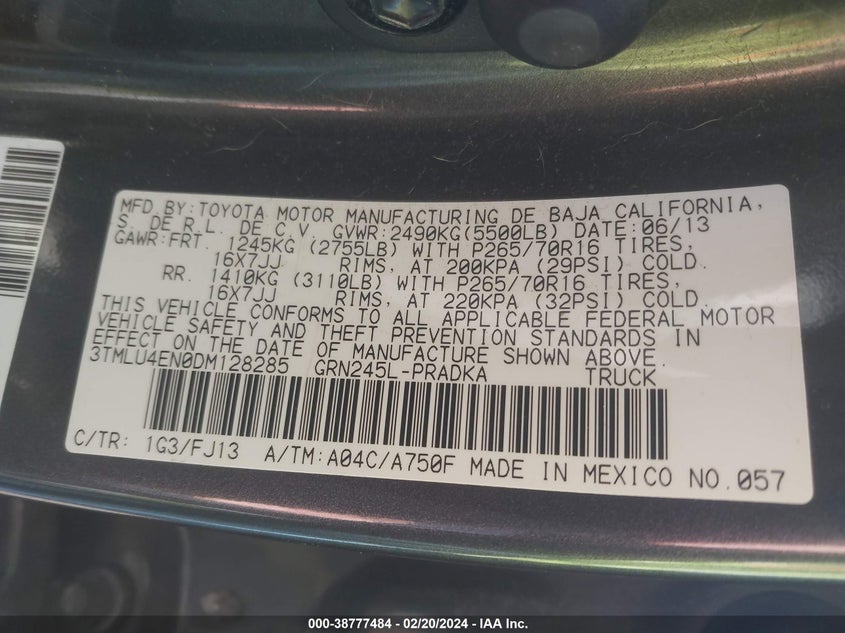 MFD BY:TOYOTA MOTOR MANUFACTURING DE BAJA CALIFORNIA,
S. DE R.L. DE C.V. GVWR:2490KG(5500LB) DATE:06/13
GAWR:FRT. 1245KG (2755LB) WITH P265/70R16 TIRES,
16X7JJ RIMS, AT 200KPA (29PSI) COLD.
RR. 1410KG (3110LB) WITH P265/70R16 TIRES,
16X7JJ RIMS, AT 220KPA (32PSI) COLD.
THIS VEHICLE CONFORMS TO ALL APPLICABLE FEDERAL MOTOR
VEHICLE SAFETY AND THEFT PREVENTION STANDARDS IN
EFFECT ON THE DATE OF MANUFACTURE SHOWN ABOVE.
3TMLU4EN0DM128285 GRN245L-PRADKA TRUCK
C/TR: 1G3/FJ13 A/TM:A04C/A750F MADE IN MEXICO NO.057
000-38777484 - 02/20/2024 - IAA Inc.